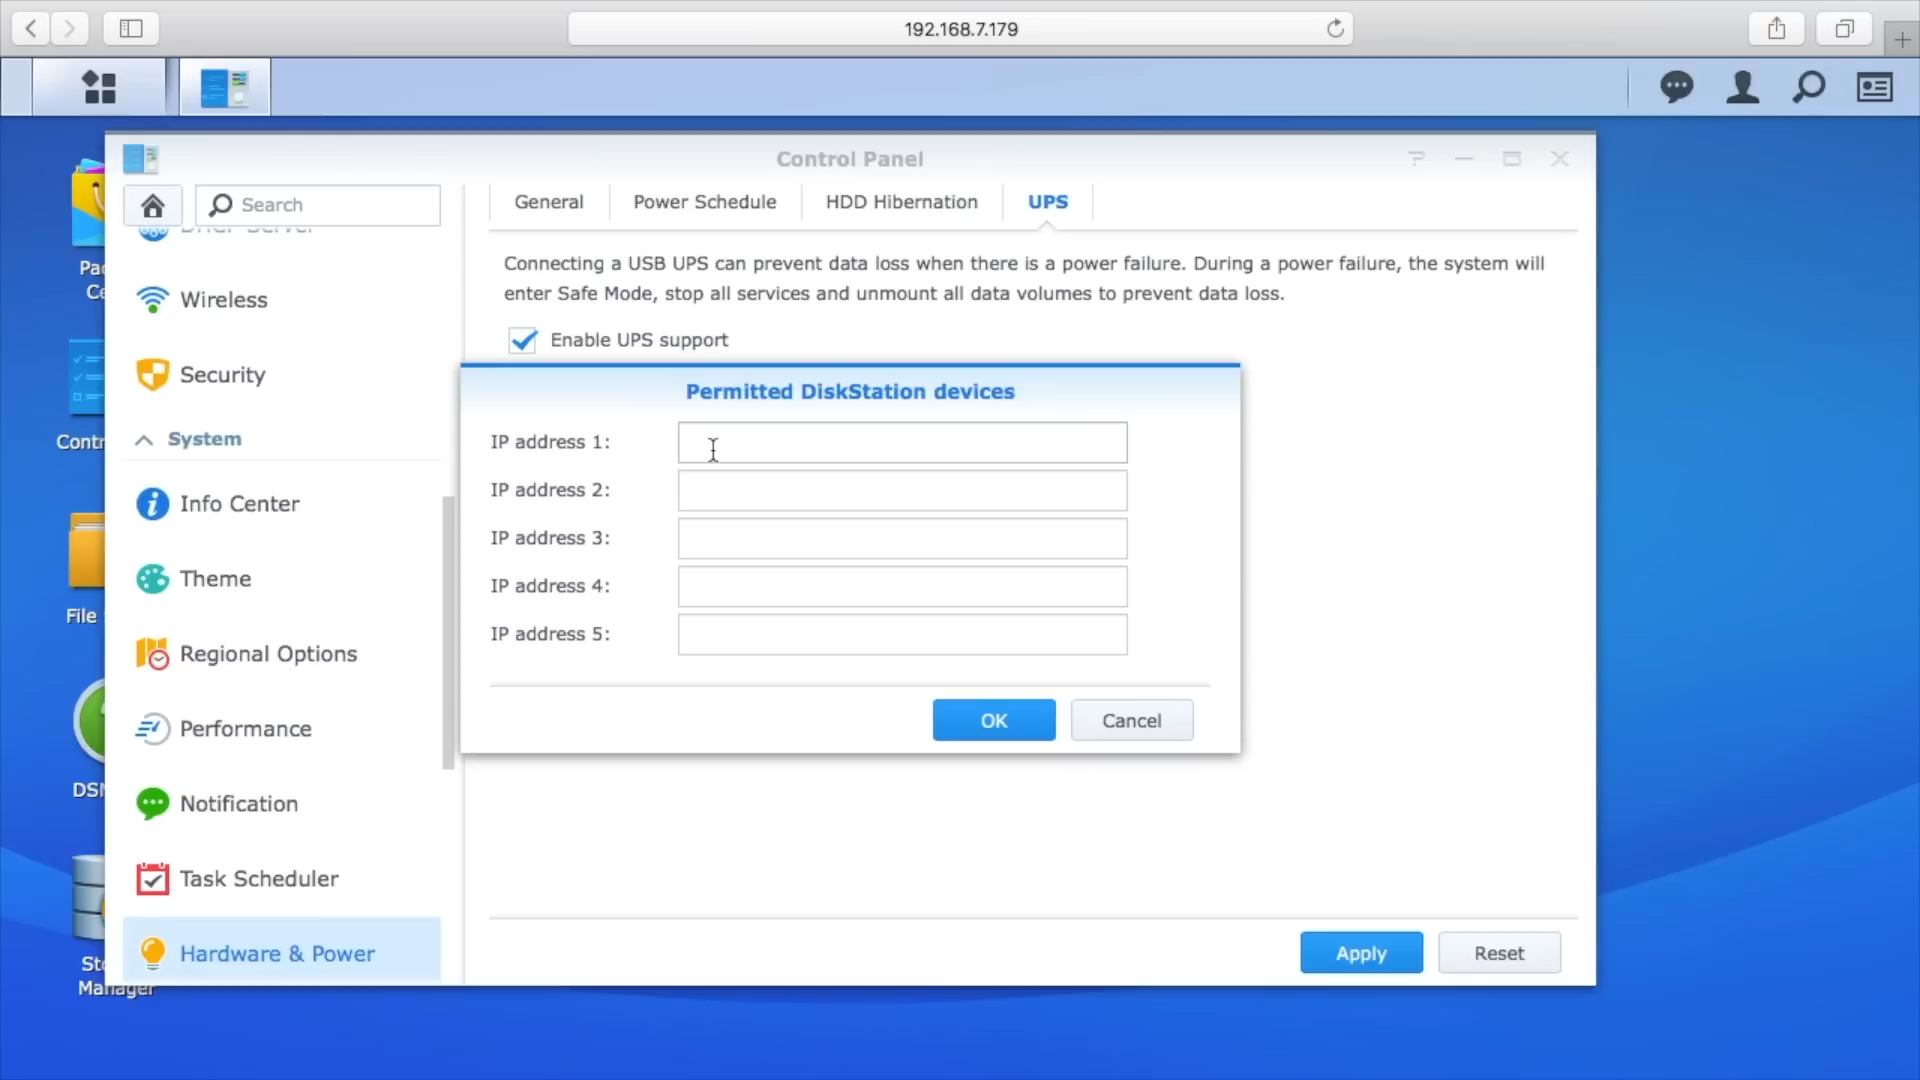 192.168.7.179
Control Panel
Search
General
Power Schedule
HDD Hibernation
UPS
Wireless
Security
System
Info Center
Theme
Regional Options
Performance
Notification
Task Scheduler
Hardware & Power
Connecting a USB UPS can prevent data loss when there is a power failure. During a power failure, the system will
enter Safe Mode, stop all services and unmount all data volumes to prevent data loss.
Enable UPS support
Permitted DiskStation devices
IP address 1:
IP address 2:
IP address 3:
IP address 4:
IP address 5:
OK
Cancel
Apply
Reset
File
Manager